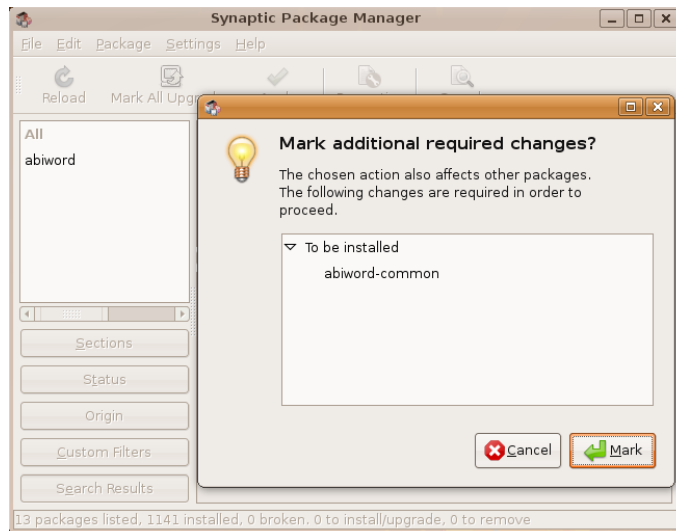 Synaptic Package Manager
File Edit Package Settings Help
Reload Mark All
All
abiword
Mark additional required changes?
The chosen action also affects other packages.
The following changes are required in order to
proceed.
To be installed
abiword-common
Cancel Mark
Sections
Status
Origin
Custom Filters
Search Results
13 packages listed, 1141 installed, 0 broken. 0 to install/upgrade, 0 to remove